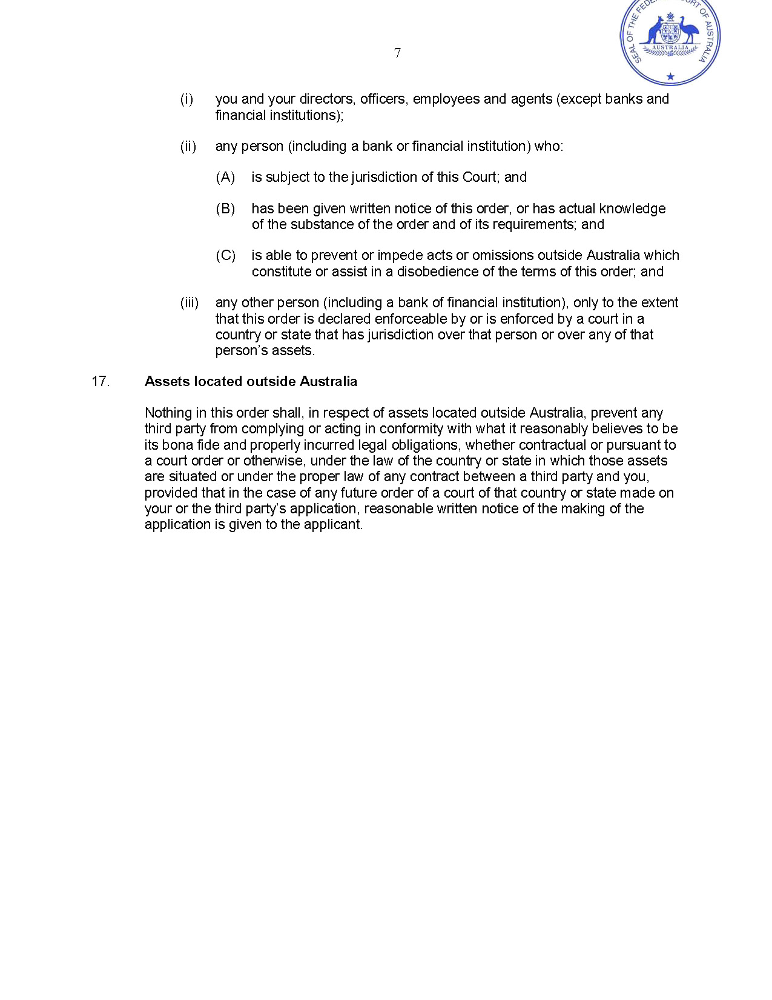 SEAL OF THE FEDERAL COURT OF AUSTRALIA
AUSTRALIA
7
(i) you and your directors, officers, employees and agents (except banks and
financial institutions);
(ii) any person (including a bank or financial institution) who:
(A) is subject to the jurisdiction of this Court; and
(B) has been given written notice of this order, or has actual knowledge
of the substance of the order and of its requirements; and
(C) is able to prevent or impede acts or omissions outside Australia which
constitute or assist in a disobedience of the terms of this order; and
(iii) any other person (including a bank of financial institution), only to the extent
that this order is declared enforceable by or is enforced by a court in a
country or state that has jurisdiction over that person or over any of that
person’s assets.
17. Assets located outside Australia
Nothing in this order shall, in respect of assets located outside Australia, prevent any
third party from complying or acting in conformity with what it reasonably believes to be
its bona fide and properly incurred legal obligations, whether contractual or pursuant to
a court order or otherwise, under the law of the country or state in which those assets
are situated or under the proper law of any contract between a third party and you,
provided that in the case of any future order of a court of that country or state made on
your or the third party’s application, reasonable written notice of the making of the
application is given to the applicant.